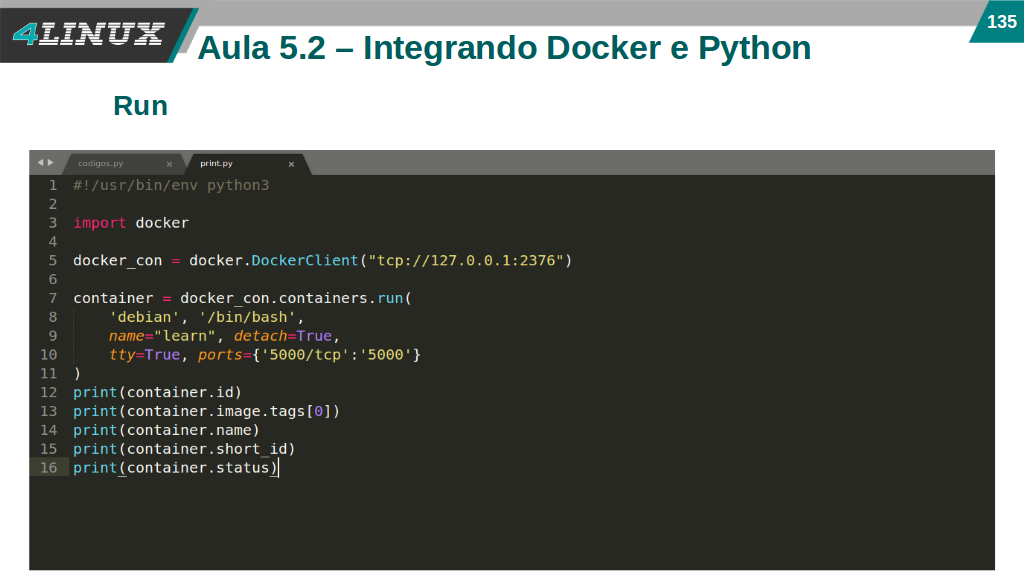 4LINUX
135
Aula 5.2 – Integrando Docker e Python
Run
codigos.py × print.py ×
1 #!/usr/bin/env python3
2
3 import docker
4
5 docker_con = docker.DockerClient("tcp://127.0.0.1:2376")
6
7 container = docker_con.containers.run(
8     'debian', '/bin/bash',
9     name="learn", detach=True,
10     tty=True, ports={'5000/tcp':'5000'}
11 )
12 print(container.id)
13 print(container.image.tags[0])
14 print(container.name)
15 print(container.short_id)
16 print(container.status)